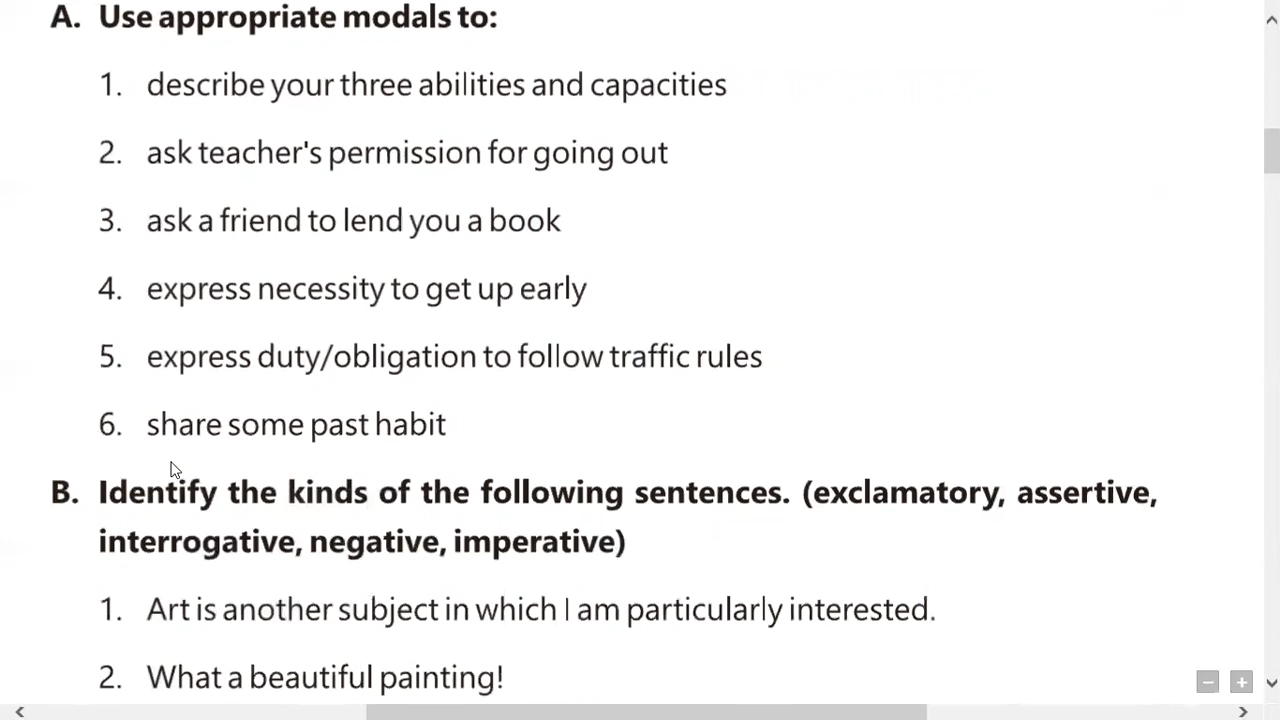 A. Use appropriate modals to:
1. describe your three abilities and capacities
2. ask teacher's permission for going out
3. ask a friend to lend you a book
4. express necessity to get up early
5. express duty/obligation to follow traffic rules
6. share some past habit
B. Identify the kinds of the following sentences. (exclamatory, assertive,
interrogative, negative, imperative)
1. Art is another subject in which I am particularly interested.
2. What a beautiful painting!